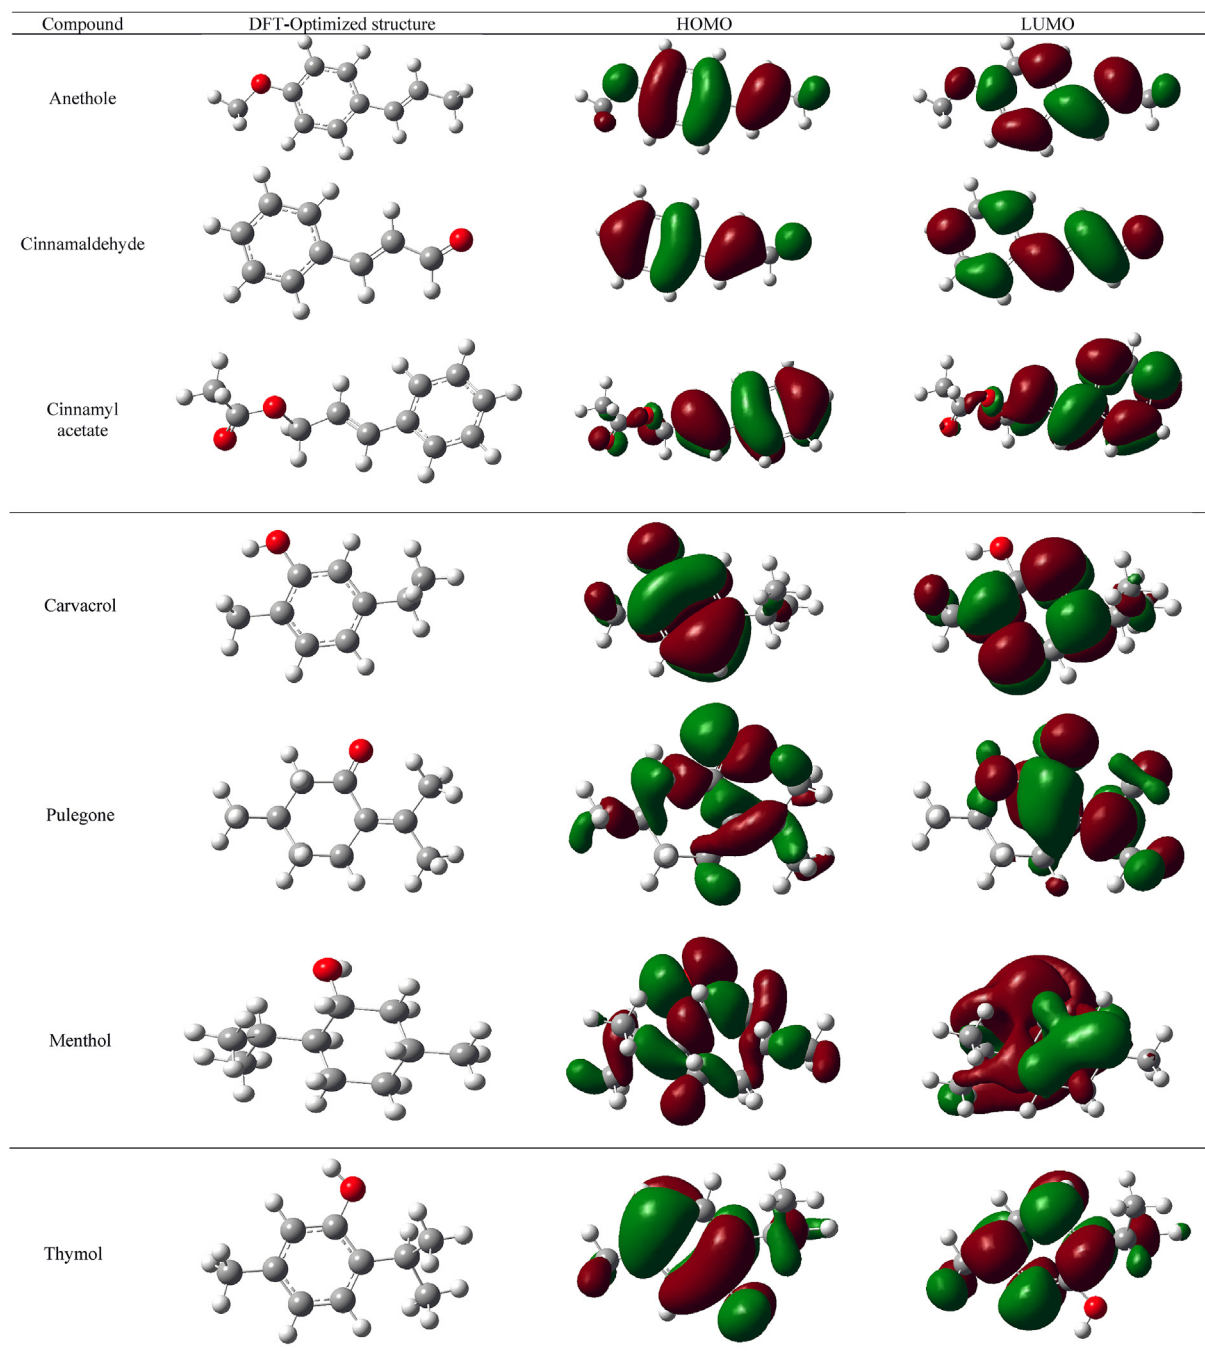 Compound DFT-Optimized structure HOMO LUMO
Anethole
Cinnamaldehyde
Cinnamyl
acetate
Carvacrol
Pulegone
Menthol
Thymol